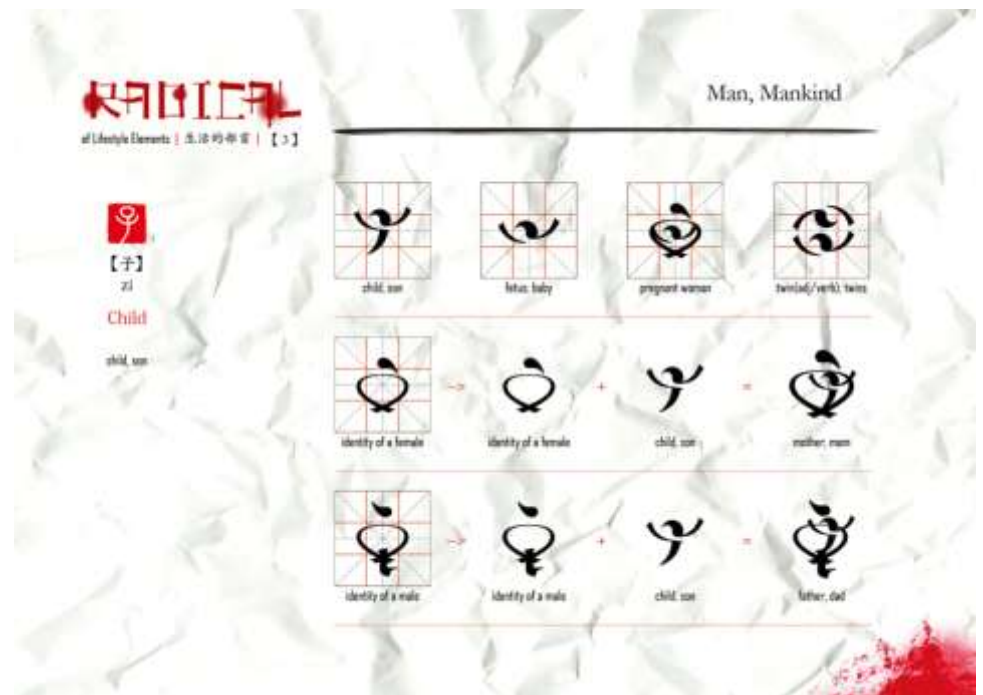 RADICAL
of Lifestyle Elements | 生活的部首 | 【3】
Man, Mankind
【子】
zi
Child
child, son
child, son
fetus; baby
pregnant woman
twin(adj/verb); twins
identity of a female
->
identity of a female
+
child, son
=
mother; mom
identity of a male
->
identity of a male
+
child, son
=
father, dad